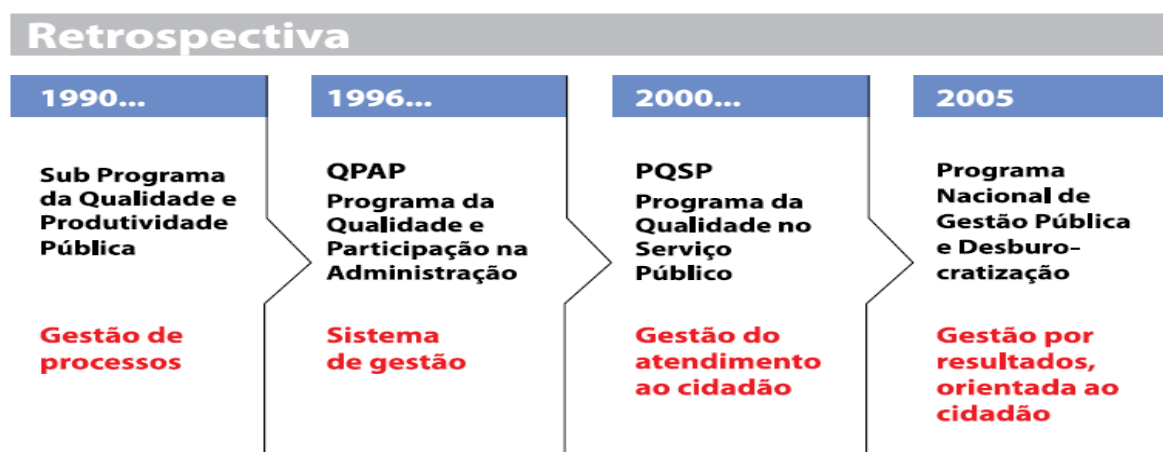 Retrospectiva
1990...
Sub Programa
da Qualidade e
Produtividade
Pública
Gestão de
processos
1996...
QPAP
Programa da
Qualidade e
Participação na
Administração
Sistema
de gestão
2000...
PQSP
Programa da
Qualidade no
Serviço
Público
Gestão do
atendimento
ao cidadão
2005
Programa
Nacional de
Gestão Pública
e Desburo-
cratização
Gestão por
resultados,
orientada ao
cidadão